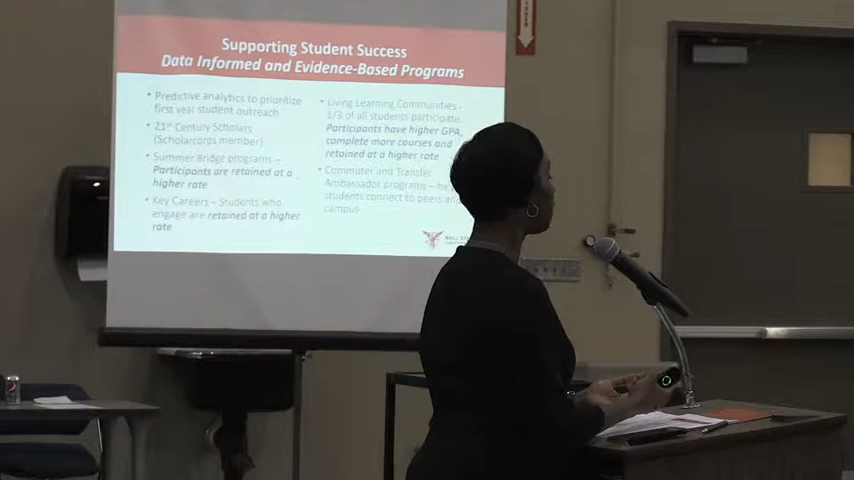 Supporting Student Success
Data Informed and Evidence-Based Programs
• Predictive analytics to prioritize
first year student outreach
• 21st Century Scholars
(Scholarcorps member)
• Summer Bridge programs –
Participants are retained at a
higher rate
• Key Careers – Students who
engage are retained at a higher
rate
• Living Learning Communities -
1/3 of all students participate.
Participants have higher GPA,
complete more courses and
retained at a higher rate
• Commuter and Transfer
Ambassador programs –
students connect to peers
campus
BALL